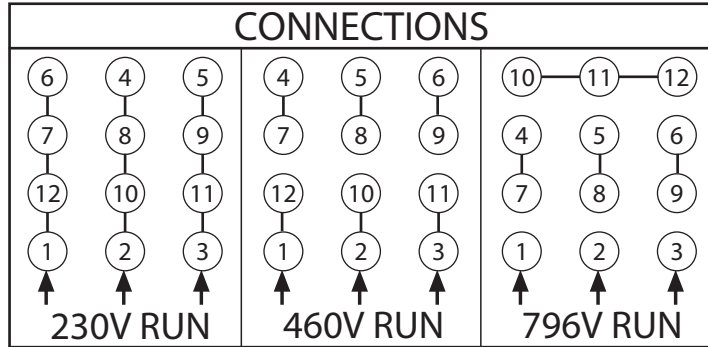 CONNECTIONS
6 4 5 4 5 6 10 11 12
7 8 9 7 8 9 4 5 6
12 10 11 12 10 11 7 8 9
1 2 3 1 2 3 1 2 3
230V RUN 460V RUN 796V RUN